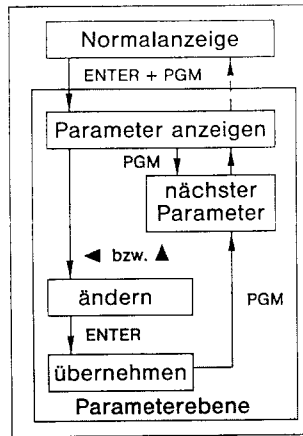 Normalanzeige
ENTER + PGM
Parameter anzeigen
PGM
nächster
Parameter
◄ bzw. ▲
ändern
PGM
ENTER
übernehmen
Parameterebene